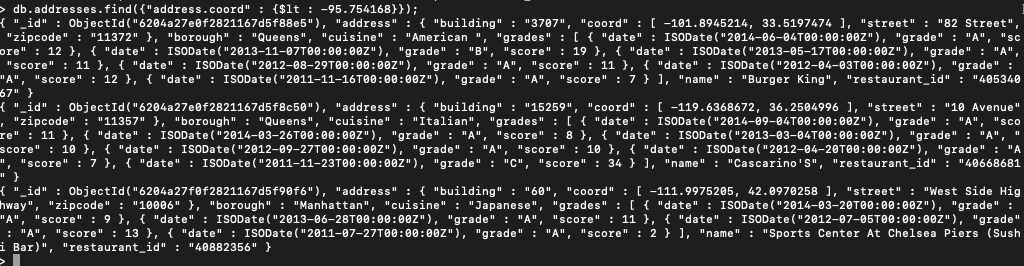 > db.addresses.find({"address.coord" : {$lt : -95.754168}});
{ "_id" : ObjectId("6204a27e0f2821167d5f88e5"), "address" : { "building" : "3707", "coord" : [ -101.8945214, 33.5197474 ], "street" : "82 Street",
 "zipcode" : "11372" }, "borough" : "Queens", "cuisine" : "American ", "grades" : [ { "date" : ISODate("2014-06-04T00:00:00Z"), "grade" : "A", "sc
ore" : 12 }, { "date" : ISODate("2013-11-07T00:00:00Z"), "grade" : "B", "score" : 19 }, { "date" : ISODate("2013-05-17T00:00:00Z"), "grade" : "A",
 "score" : 11 }, { "date" : ISODate("2012-08-29T00:00:00Z"), "grade" : "A", "score" : 11 }, { "date" : ISODate("2012-04-03T00:00:00Z"), "grade" :
"A", "score" : 12 }, { "date" : ISODate("2011-11-16T00:00:00Z"), "grade" : "A", "score" : 7 } ], "name" : "Burger King", "restaurant_id" : "405340
67" }
{ "_id" : ObjectId("6204a27e0f2821167d5f8c50"), "address" : { "building" : "15259", "coord" : [ -119.6368672, 36.2504996 ], "street" : "10 Avenue"
, "zipcode" : "11357" }, "borough" : "Queens", "cuisine" : "Italian", "grades" : [ { "date" : ISODate("2014-09-04T00:00:00Z"), "grade" : "A", "sco
re" : 11 }, { "date" : ISODate("2014-03-26T00:00:00Z"), "grade" : "A", "score" : 8 }, { "date" : ISODate("2013-03-04T00:00:00Z"), "grade" : "A", "
score" : 10 }, { "date" : ISODate("2012-09-27T00:00:00Z"), "grade" : "A", "score" : 10 }, { "date" : ISODate("2012-04-20T00:00:00Z"), "grade" : "A
", "score" : 7 }, { "date" : ISODate("2011-11-23T00:00:00Z"), "grade" : "C", "score" : 34 } ], "name" : "Cascarino'S", "restaurant_id" : "40668681
" }
{ "_id" : ObjectId("6204a27f0f2821167d5f90f6"), "address" : { "building" : "60", "coord" : [ -111.9975205, 42.0970258 ], "street" : "West Side Hig
hway", "zipcode" : "10006" }, "borough" : "Manhattan", "cuisine" : "Japanese", "grades" : [ { "date" : ISODate("2014-03-20T00:00:00Z"), "grade" :
"A", "score" : 9 }, { "date" : ISODate("2013-06-28T00:00:00Z"), "grade" : "A", "score" : 11 }, { "date" : ISODate("2012-07-05T00:00:00Z"), "grade"
 : "A", "score" : 13 }, { "date" : ISODate("2011-07-27T00:00:00Z"), "grade" : "A", "score" : 2 } ], "name" : "Sports Center At Chelsea Piers (Sush
i Bar)", "restaurant_id" : "40882356" }
>